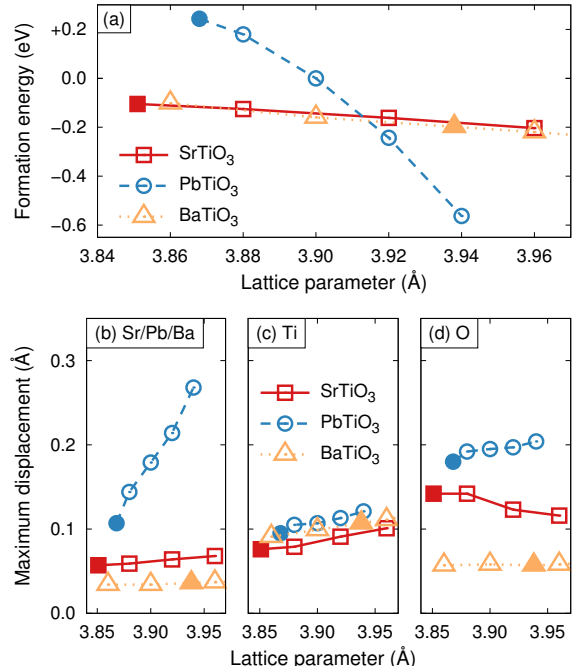 (a)
Formation energy (eV)
+0.2
0.0
−0.2
−0.4
−0.6
SrTiO3
PbTiO3
BaTiO3
3.84 3.86 3.88 3.90 3.92 3.94 3.96
Lattice parameter (Å)
(b) Sr/Pb/Ba
(c) Ti
(d) O
Maximum displacement (Å)
0.3
0.2
0.1
0.0
SrTiO3
PbTiO3
BaTiO3
3.85 3.90 3.95 3.85 3.90 3.95 3.85 3.90 3.95
Lattice parameter (Å)